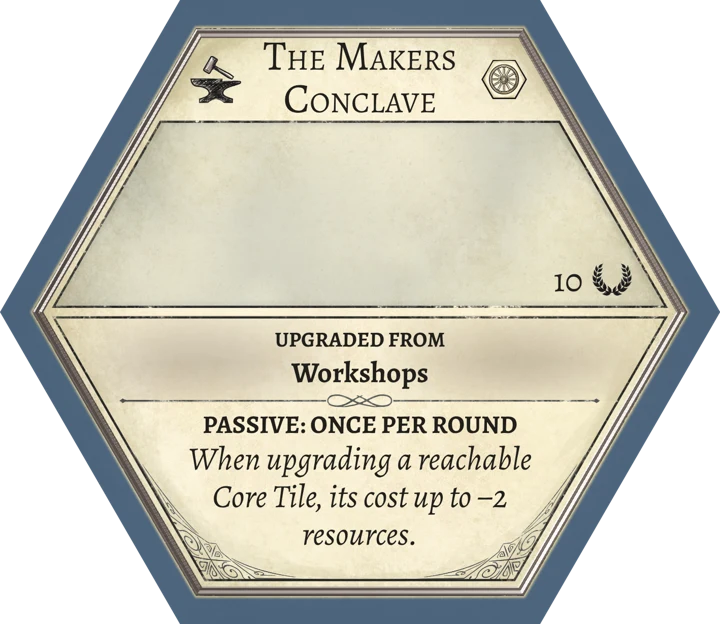 The Makers
Conclave
10
UPGRADED FROM
Workshops
PASSIVE: ONCE PER ROUND
When upgrading a reachable
Core Tile, its cost up to –2
resources.